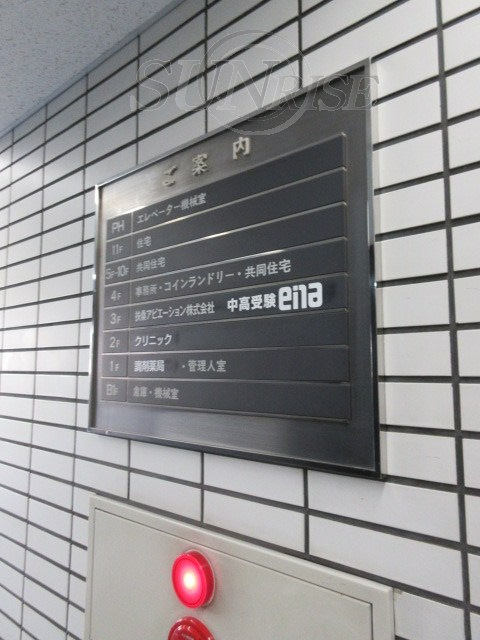 SUNRISE
ご案内
PH エレベーター機械室
11F 住宅
5F-10F 共同住宅
4F 事務所・コインランドリー・共同住宅
3F 扶桑アビエーション株式会社 中高受験 ena
2F クリニック
1F 調剤薬局 ・管理人室
B1F 倉庫・機械室